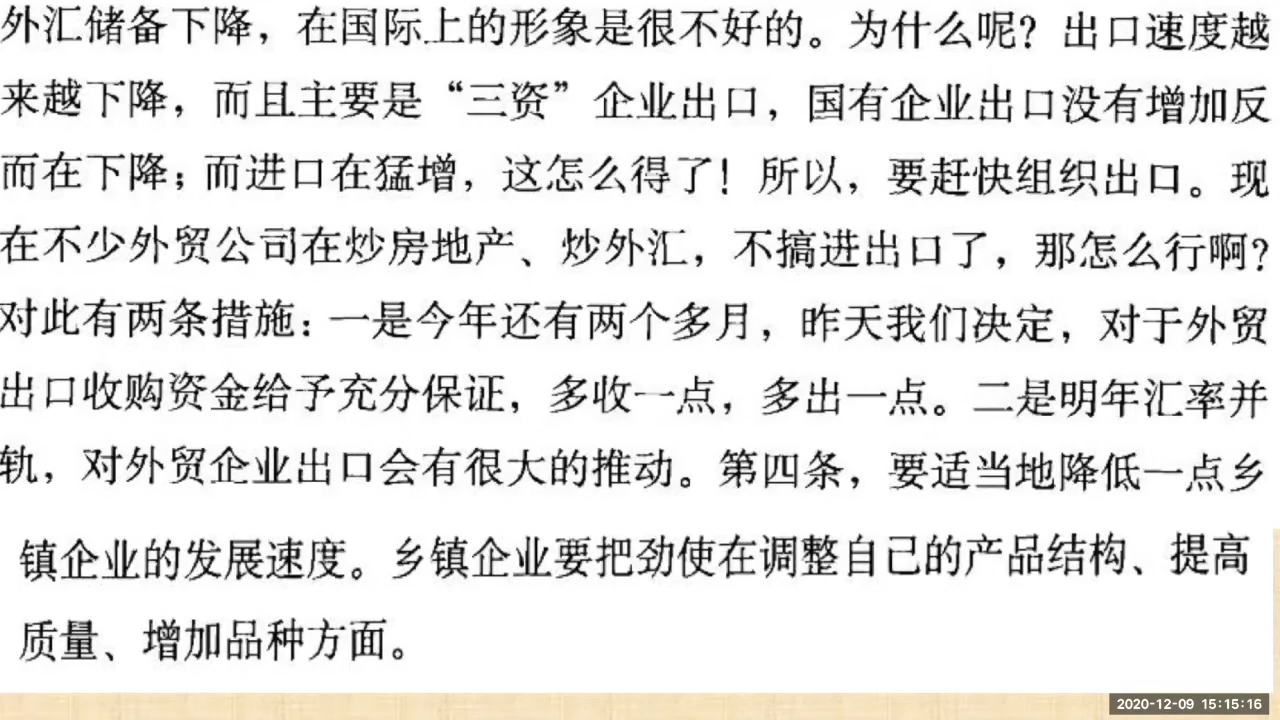 外汇储备下降，在国际上的形象是很不好的。为什么呢？出口速度越
来越下降，而且主要是“三资”企业出口，国有企业出口没有增加反
而在下降；而进口在猛增，这怎么得了！所以，要赶快组织出口。现
在不少外贸公司在炒房地产、炒外汇，不搞进出口了，那怎么行啊？
对此有两条措施：一是今年还有两个多月，昨天我们决定，对于外贸
出口收购资金给予充分保证，多收一点，多出一点。二是明年汇率并
轨，对外贸企业出口会有很大的推动。第四条，要适当地降低一点乡
镇企业的发展速度。乡镇企业要把劲使在调整自己的产品结构、提高
质量、增加品种方面。
2020-12-09 15:15:16